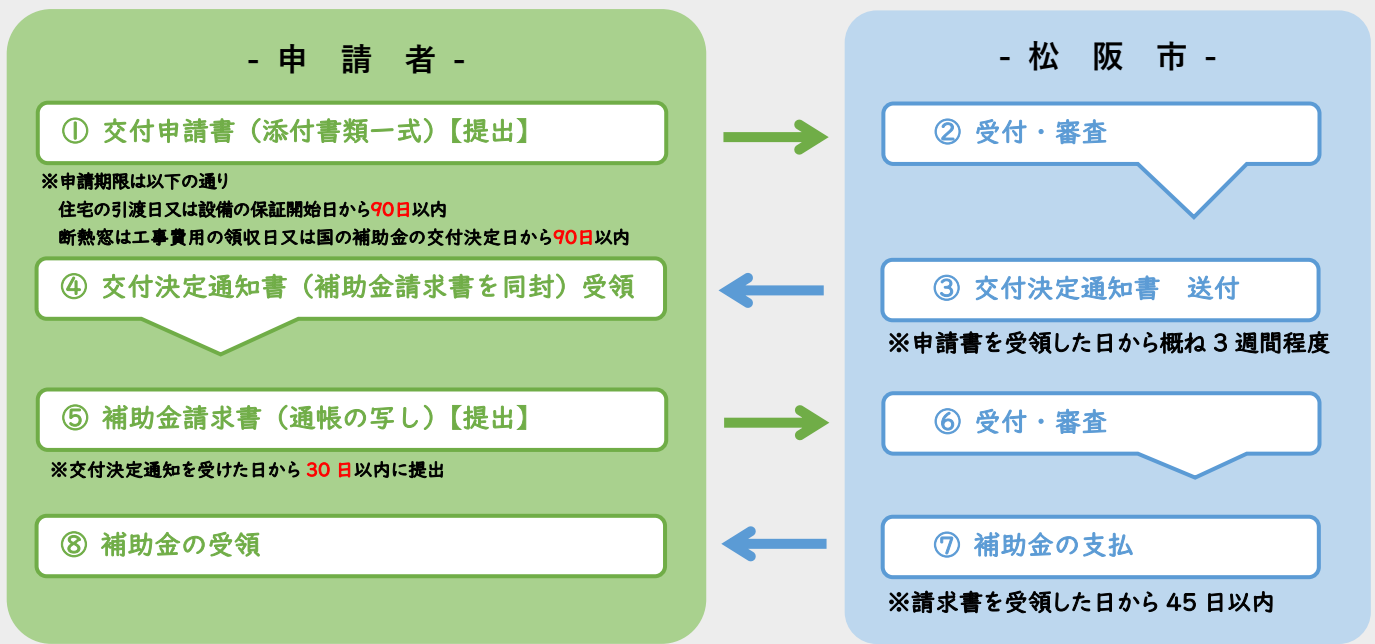 - 申 請 者 -
① 交付申請書（添付書類一式）【提出】
※申請期限は以下の通り
住宅の引渡日又は設備の保証開始日から90日以内
断熱窓は工事費用の領収日又は国の補助金の交付決定日から90日以内
④ 交付決定通知書（補助金請求書を同封）受領
⑤ 補助金請求書（通帳の写し）【提出】
※交付決定通知を受けた日から 30 日以内に提出
⑧ 補助金の受領
- 松 阪 市 -
② 受付・審査
③ 交付決定通知書　送付
※申請書を受領した日から概ね 3 週間程度
⑥ 受付・審査
⑦ 補助金の支払
※請求書を受領した日から 45 日以内